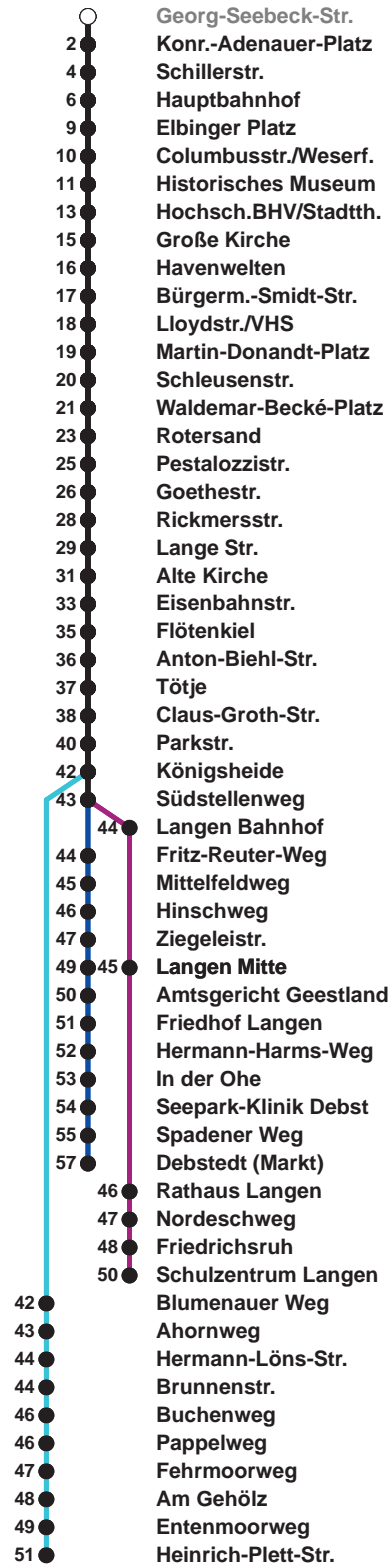 Georg-Seebeck-Str.
2 Konr.-Adenauer-Platz
4 Schillerstr.
6 Hauptbahnhof
9 Elbinger Platz
10 Columbusstr./Weserf.
11 Historisches Museum
13 Hochsch.BHV/Stadtth.
15 Große Kirche
16 Havenwelten
17 Bürgerm.-Smidt-Str.
18 Lloydstr./VHS
19 Martin-Donandt-Platz
20 Schleusenstr.
21 Waldemar-Becké-Platz
23 Rotersand
25 Pestalozzistr.
26 Goethestr.
28 Rickmersstr.
29 Lange Str.
31 Alte Kirche
33 Eisenbahnstr.
35 Flötenkiel
36 Anton-Biehl-Str.
37 Tötje
38 Claus-Groth-Str.
40 Parkstr.
42 Königsheide
43 Südstellenweg
44 Langen Bahnhof
44 Fritz-Reuter-Weg
45 Mittelfeldweg
46 Hinschweg
47 Ziegeleistr.
49 45 Langen Mitte
50 Amtsgericht Geestland
51 Friedhof Langen
52 Hermann-Harms-Weg
53 In der Ohe
54 Seepark-Klinik Debst
55 Spadener Weg
57 Debstedt (Markt)
46 Rathaus Langen
47 Nordeschweg
48 Friedrichsruh
50 Schulzentrum Langen
42 Blumenauer Weg
43 Ahornweg
44 Hermann-Löns-Str.
44 Brunnenstr.
46 Buchenweg
46 Pappelweg
47 Fehrmoorweg
48 Am Gehölz
49 Entenmoorweg
51 Heinrich-Plett-Str.